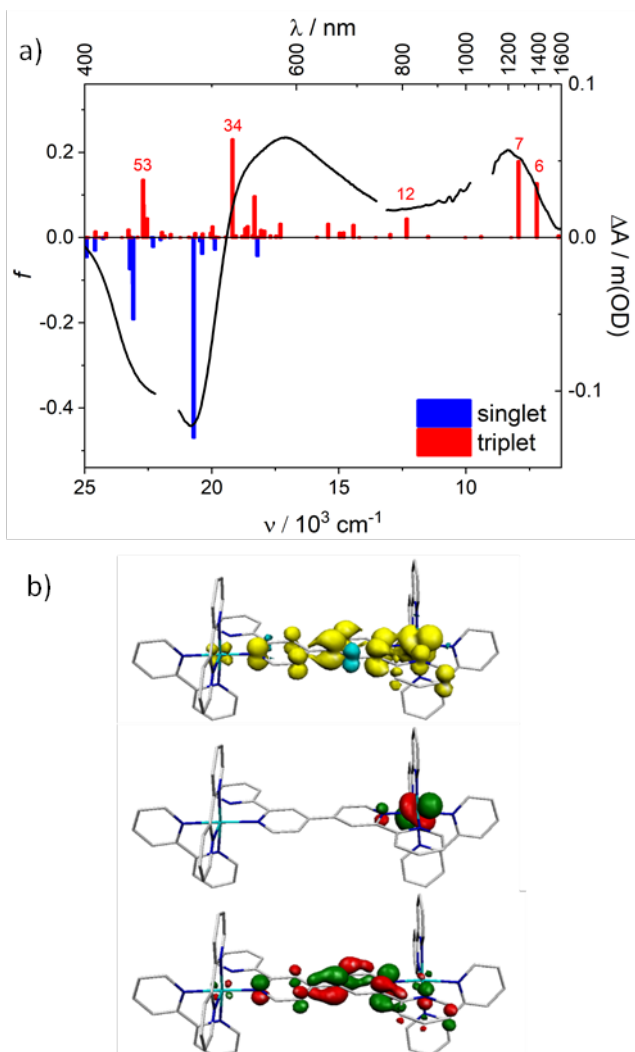 a)
λ / nm
400 600 800 1000 1200 1400 1600
0.2
0.0
-0.2
-0.4
f
0.1
0.0
-0.1
ΔA / m(OD)
53
34
12
7
6
singlet
triplet
25 20 15 10
ν / 10³ cm⁻¹
b)